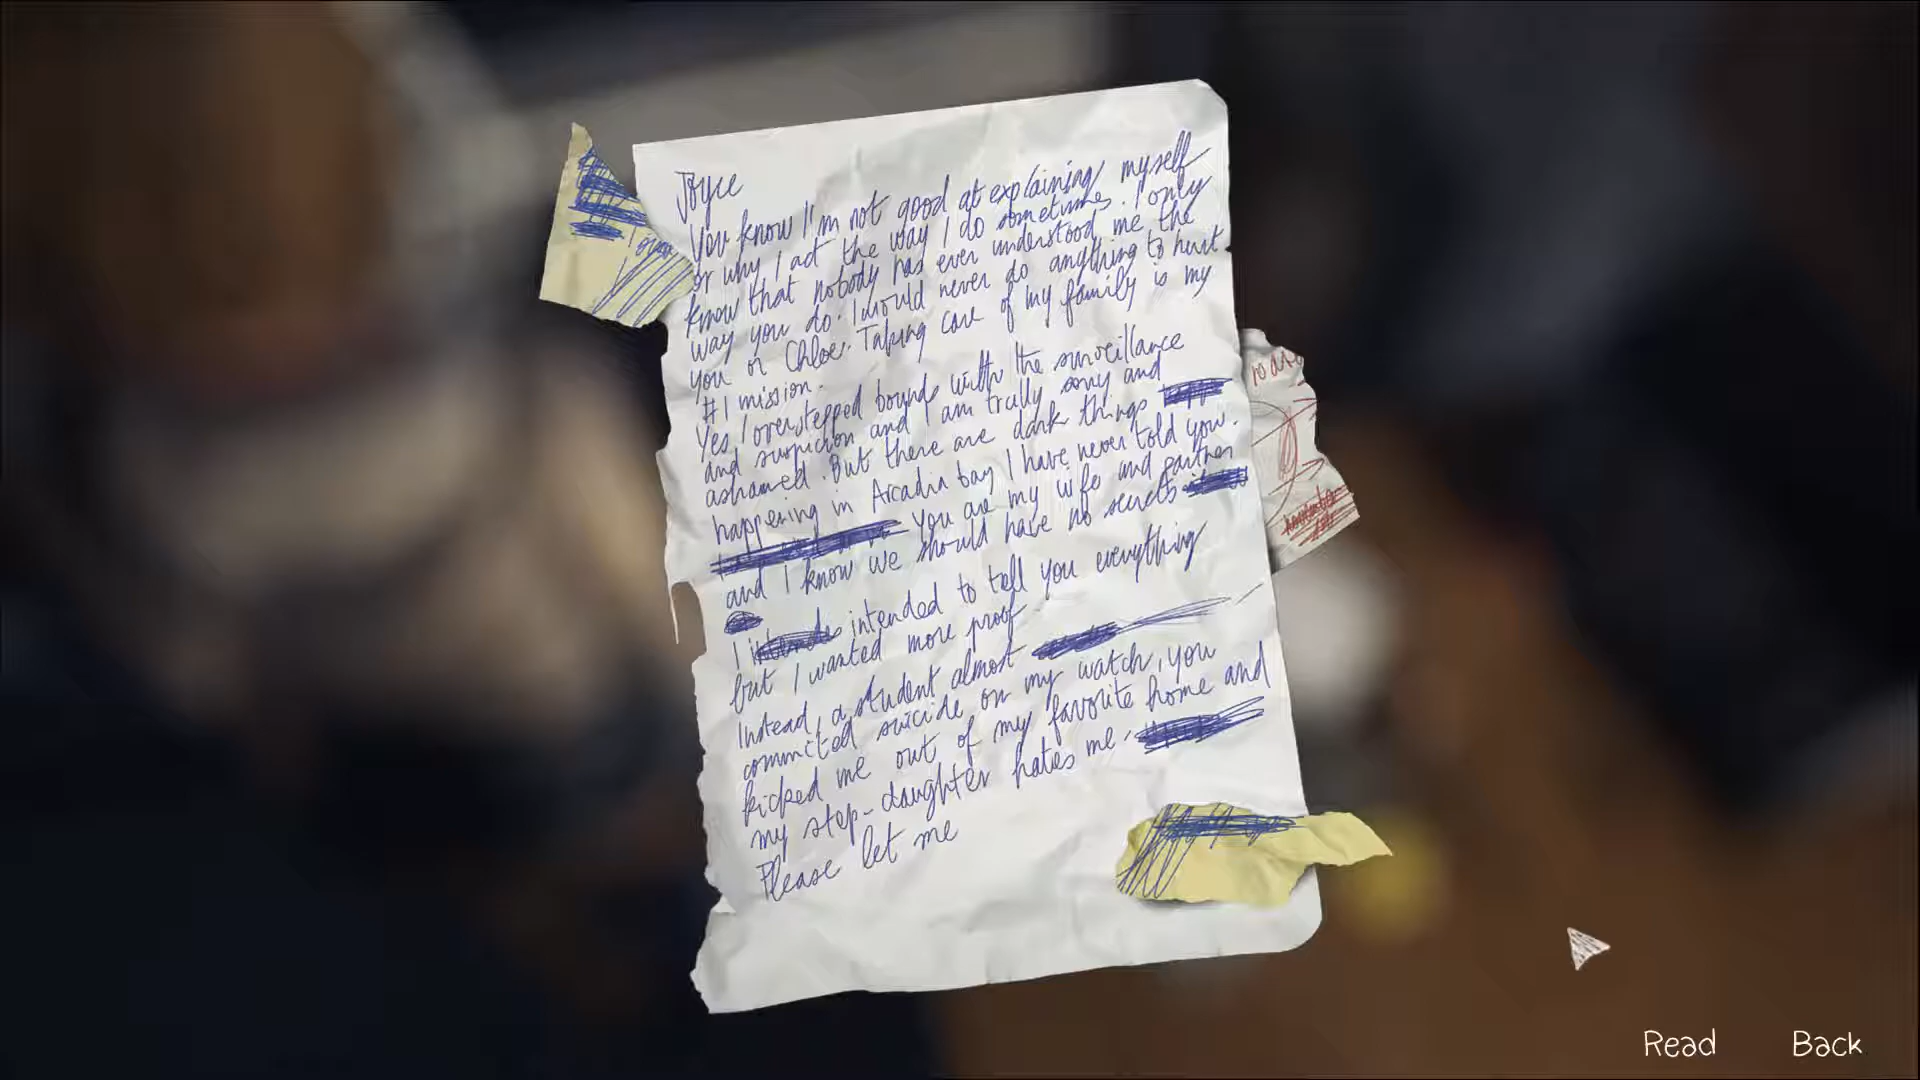 Joyce
You know I'm not good at explaining myself
or why I act the way I do sometimes. I only
know that nobody has ever understood me the
way you do. I would never do anything to hurt
you or Chloe. Taking care of my family is my
#1 mission.
Yes I overstepped bounds with the surveillance
and suspicion and I am trully sorry and
ashamed. But there are dark things
happening in Arcadia bay I have never told you.
You are my wife and partner
and I know we should have no secrets
I intended to tell you everything
but I wanted more proof
Instead, a student almost
committed suicide on my watch, you
kicked me out of my favorite home and
my step-daughter hates me.
Please let me
Read
Back